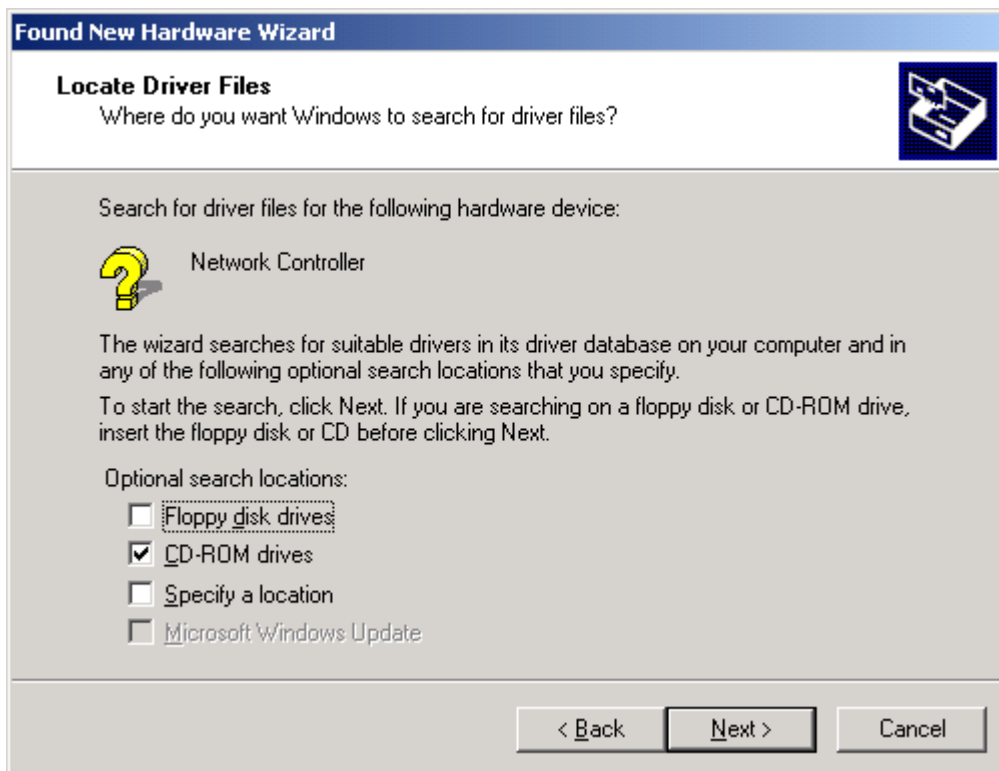 Found New Hardware Wizard
Locate Driver Files
Where do you want Windows to search for driver files?
Search for driver files for the following hardware device:
Network Controller
The wizard searches for suitable drivers in its driver database on your computer and in
any of the following optional search locations that you specify.
To start the search, click Next. If you are searching on a floppy disk or CD-ROM drive,
insert the floppy disk or CD before clicking Next.
Optional search locations:
Floppy disk drives
CD-ROM drives
Specify a location
Microsoft Windows Update
< Back Next > Cancel